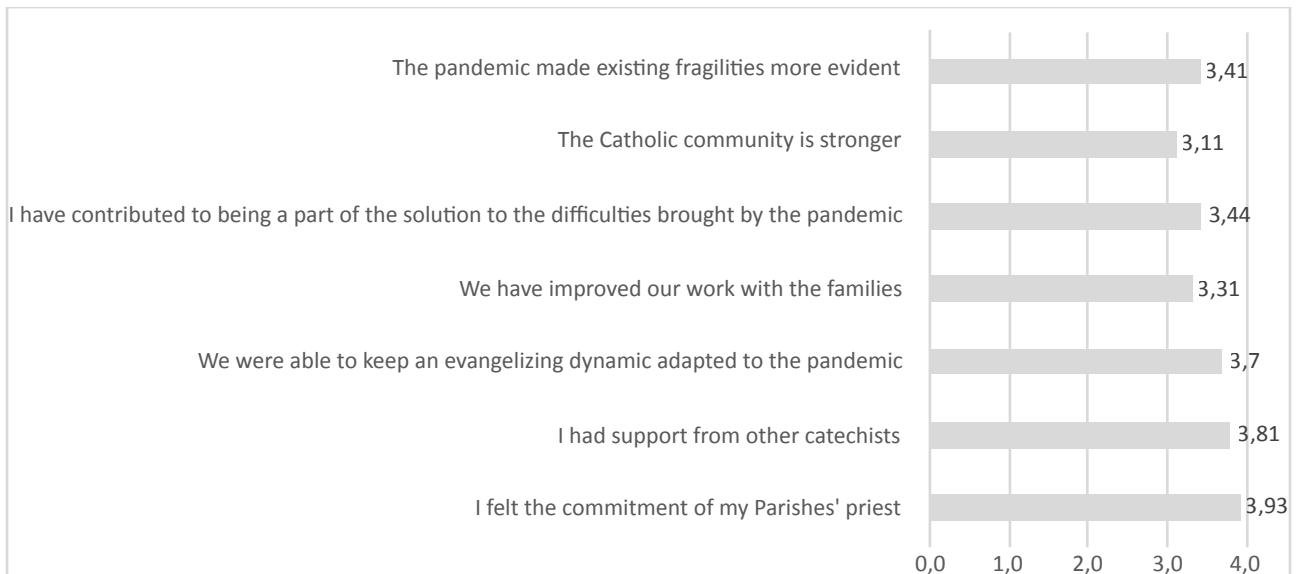 The pandemic made existing fragilities more evident
3,41
The Catholic community is stronger
3,11
I have contributed to being a part of the solution to the difficulties brought by the pandemic
3,44
We have improved our work with the families
3,31
We were able to keep an evangelizing dynamic adapted to the pandemic
3,7
I had support from other catechists
3,81
I felt the commitment of my Parishes' priest
3,93
0,0 1,0 2,0 3,0 4,0